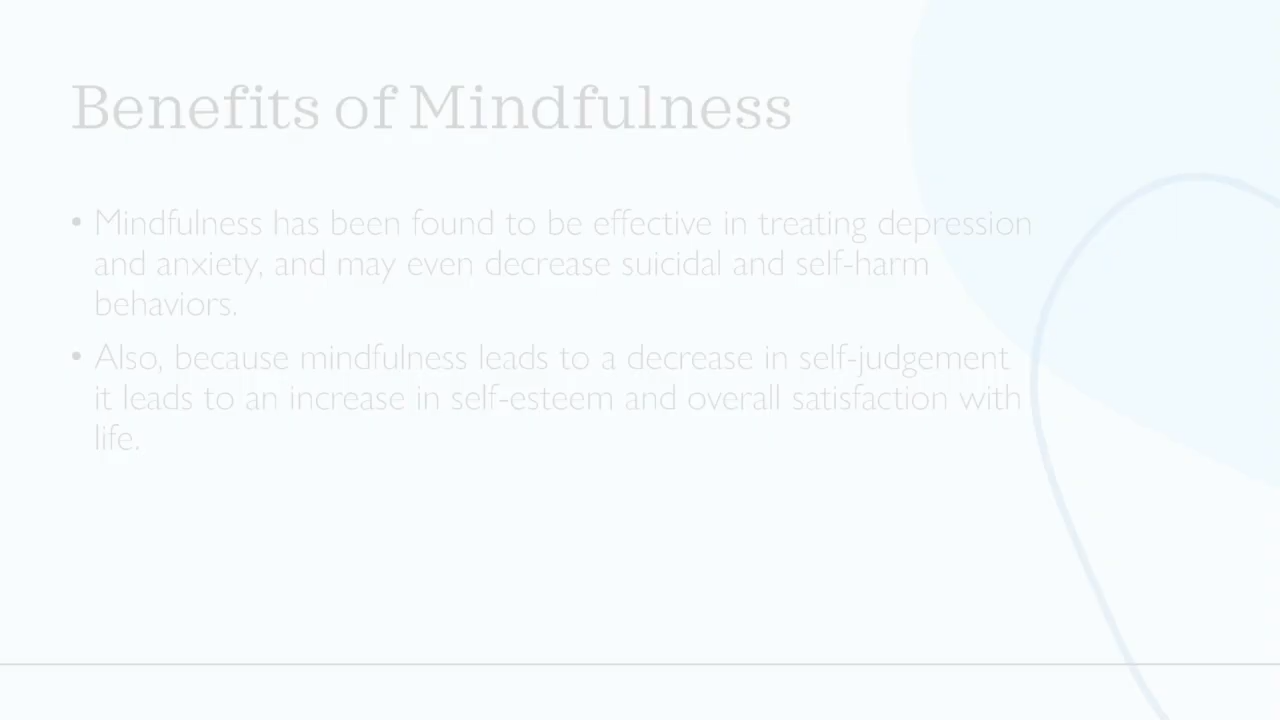 Benefits of Mindfulness
• Mindfulness has been found to be effective in treating depression
and anxiety, and may even decrease suicidal and self-harm
behaviors.
• Also, because mindfulness leads to a decrease in self-judgement
it leads to an increase in self-esteem and overall satisfaction with
life.